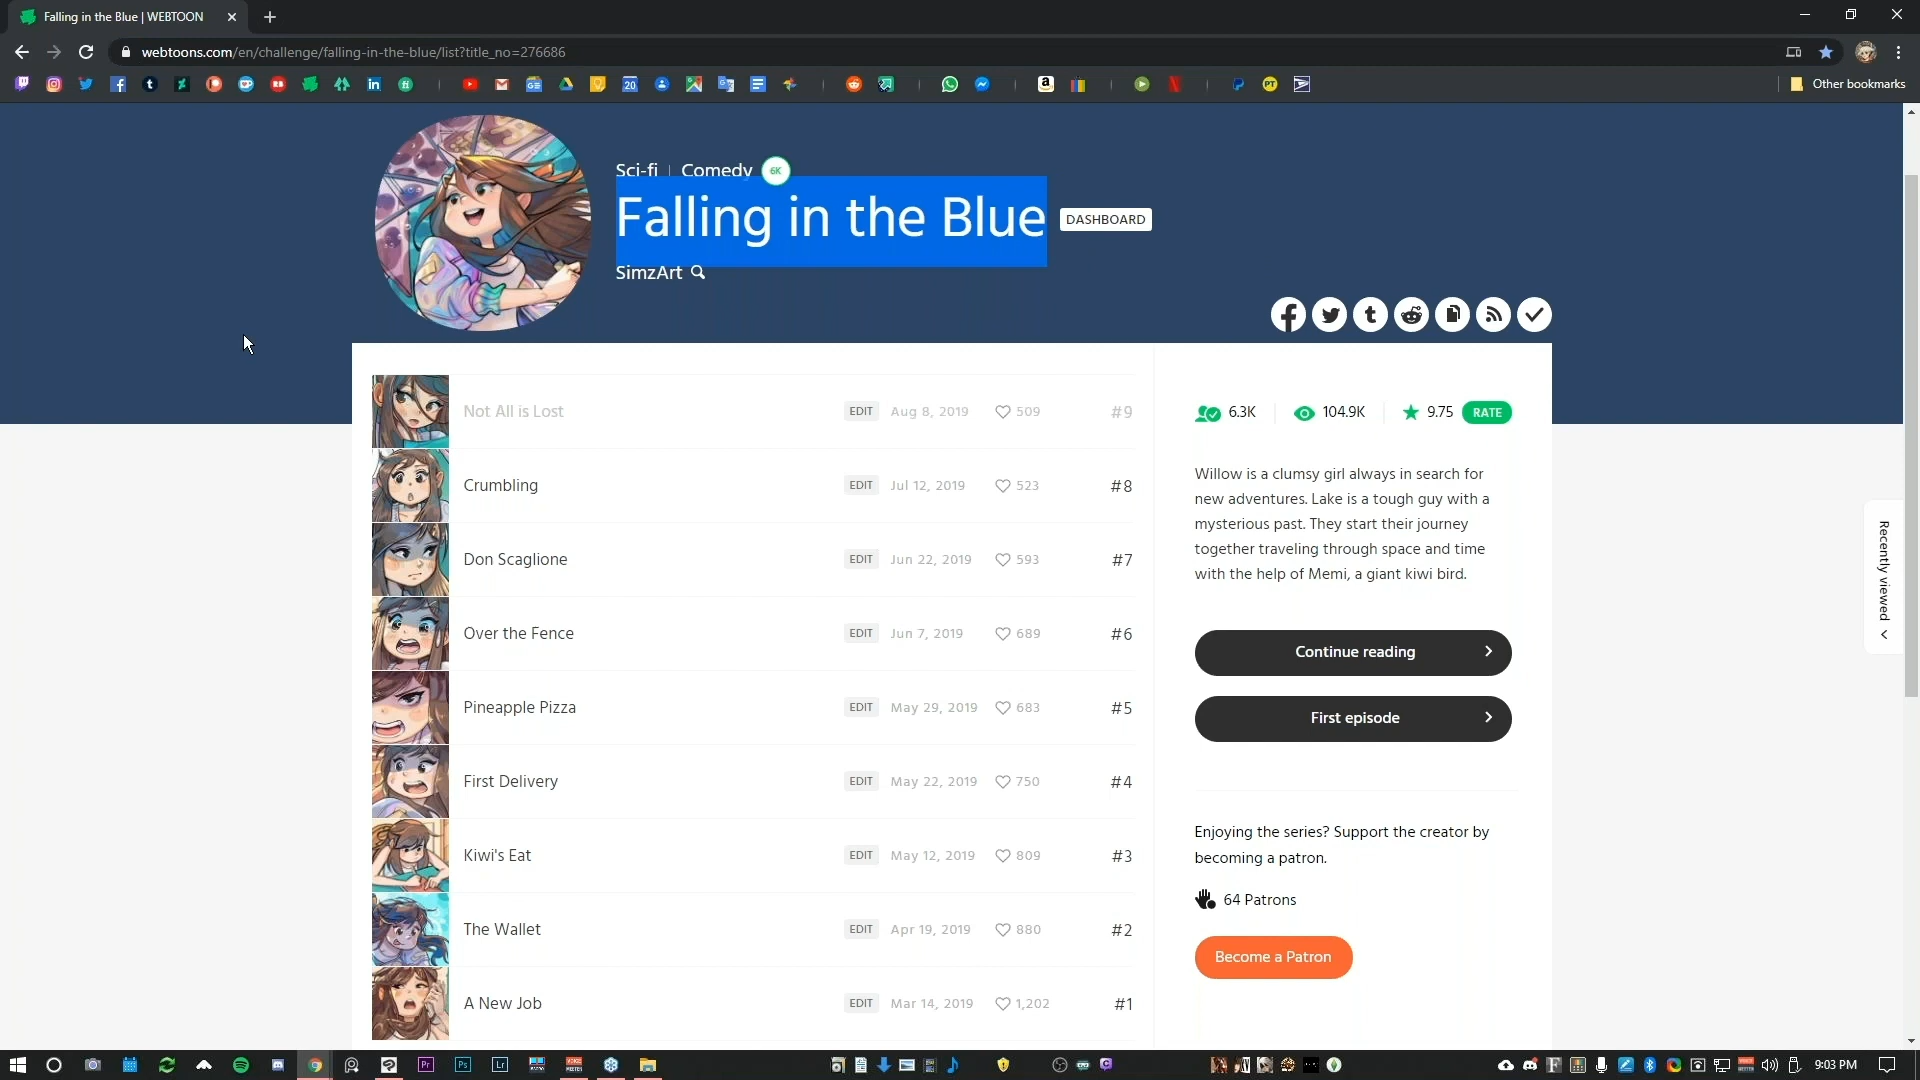 Falling in the Blue | WEBTOON
webtoons.com/en/challenge/falling-in-the-blue/list?title_no=276686
Other bookmarks
Sci-fi | Comedy 6K
Falling in the Blue DASHBOARD
SimzArt
Not All is Lost EDIT Aug 8, 2019 509 #9
Crumbling EDIT Jul 12, 2019 523 #8
Don Scaglione EDIT Jun 22, 2019 593 #7
Over the Fence EDIT Jun 7, 2019 689 #6
Pineapple Pizza EDIT May 29, 2019 683 #5
First Delivery EDIT May 22, 2019 750 #4
Kiwi's Eat EDIT May 12, 2019 809 #3
The Wallet EDIT Apr 19, 2019 880 #2
A New Job EDIT Mar 14, 2019 1,202 #1
6.3K 104.9K 9.75 RATE
Willow is a clumsy girl always in search for
new adventures. Lake is a tough guy with a
mysterious past. They start their journey
together traveling through space and time
with the help of Memi, a giant kiwi bird.
Continue reading
First episode
Enjoying the series? Support the creator by
becoming a patron.
64 Patrons
Become a Patron
Recently viewed
9:03 PM